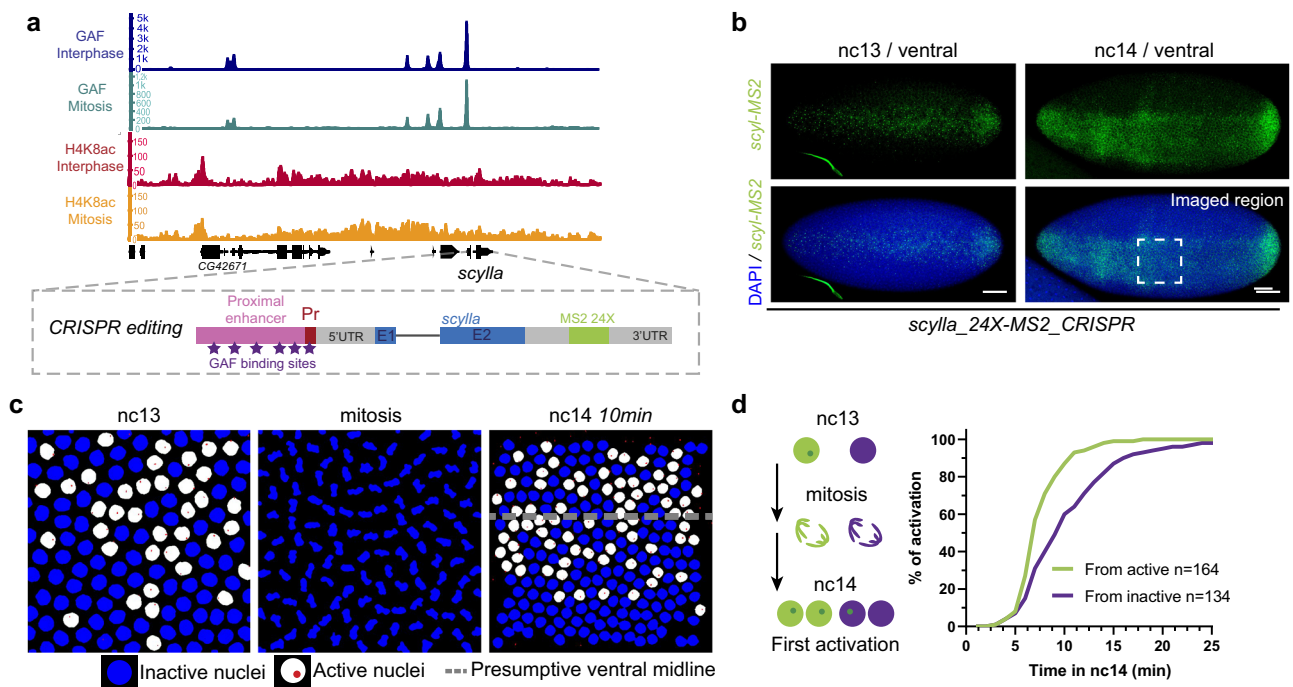 a
GAF
Interphase
5k
4k
3k
2k
1k
0
GAF
Mitosis
1.2k
800
600
400
200
0
H4K8ac
Interphase
150
100
50
0
H4K8ac
Mitosis
150
100
50
0
CG42671
scylla
CRISPR editing
Proximal
enhancer
Pr
5'UTR
E1
scylla
E2
MS2 24X
3'UTR
GAF binding sites
b
nc13 / ventral
nc14 / ventral
scyl-MS2
DAPI / scyl-MS2
Imaged region
scylla_24X-MS2_CRISPR
c
nc13
mitosis
nc14 10min
Inactive nuclei
Active nuclei
Presumptive ventral midline
d
nc13
mitosis
nc14
First activation
% of activation
100
80
60
40
20
0
From active n=164
From inactive n=134
0 5 10 15 20 25
Time in nc14 (min)